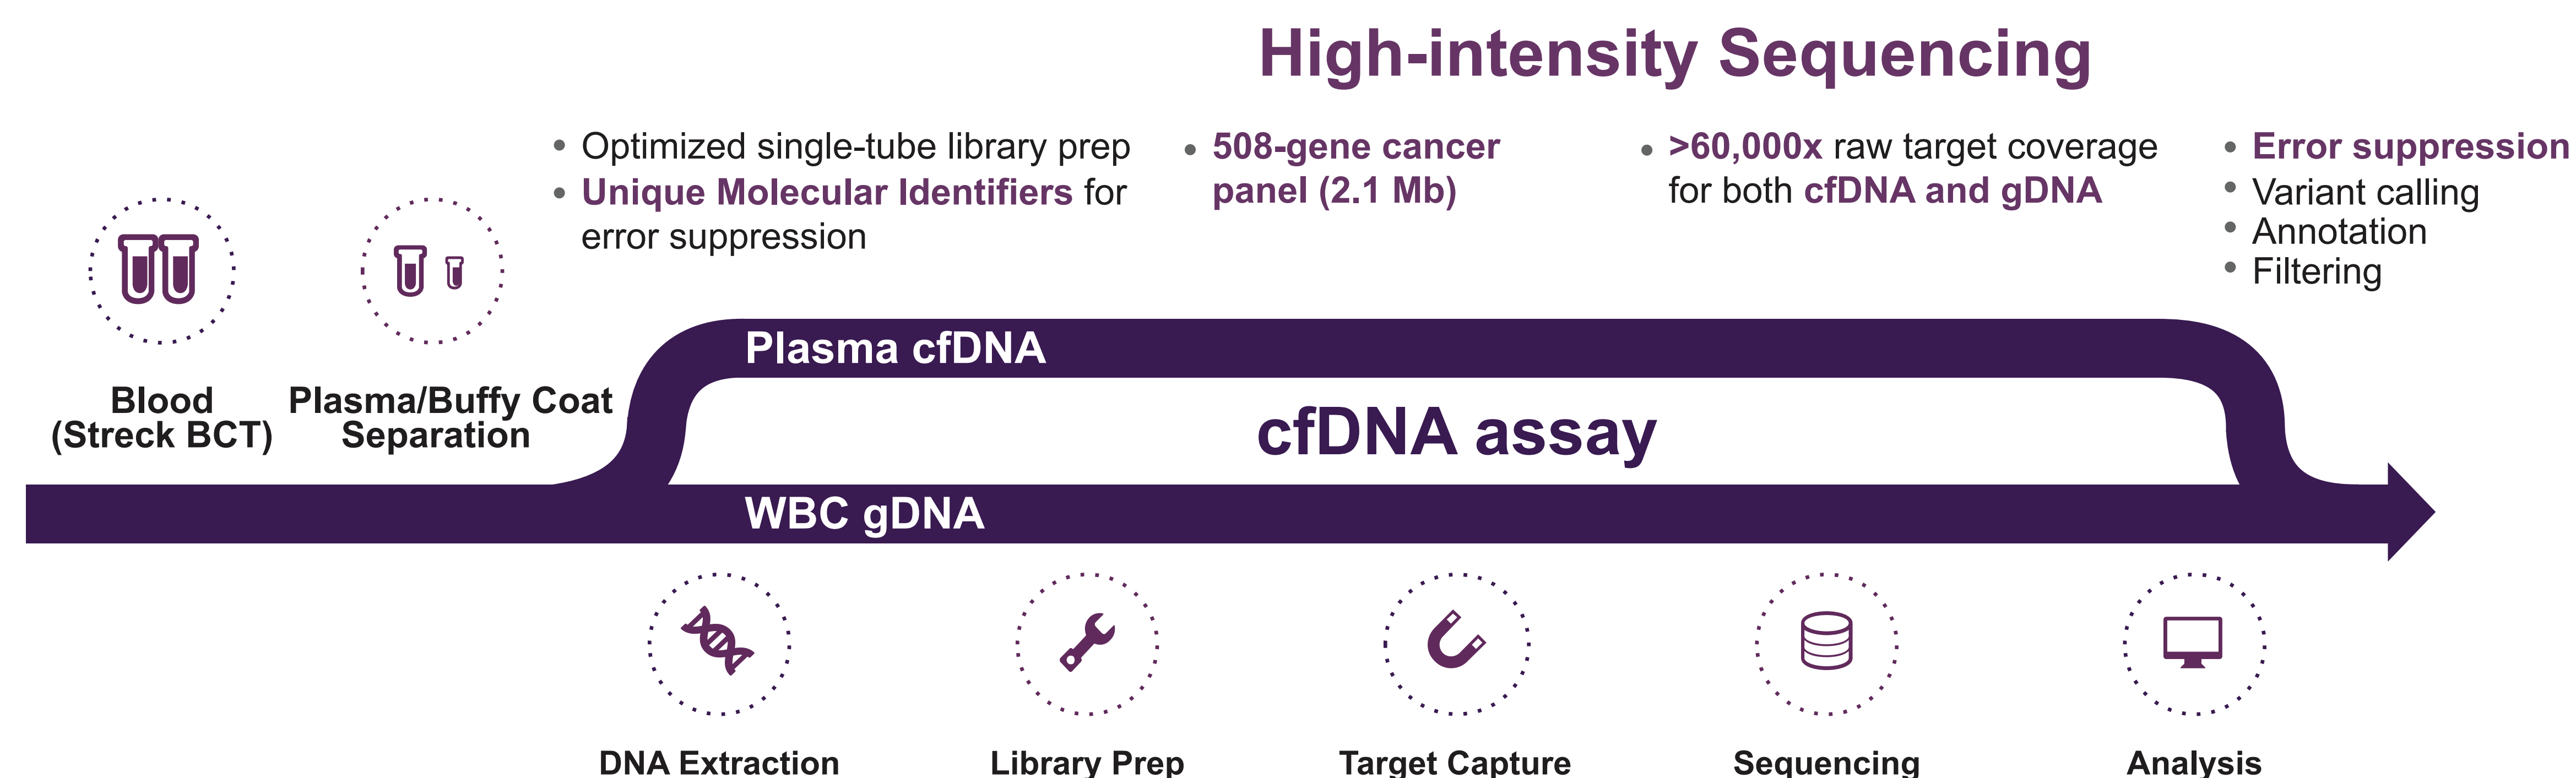 High-intensity Sequencing
• Optimized single-tube library prep
• Unique Molecular Identifiers for
error suppression
• 508-gene cancer
panel (2.1 Mb)
• >60,000x raw target coverage
for both cfDNA and gDNA
• Error suppression
• Variant calling
• Annotation
• Filtering
Blood
(Streck BCT)
Plasma/Buffy Coat
Separation
Plasma cfDNA
cfDNA assay
WBC gDNA
DNA Extraction
Library Prep
Target Capture
Sequencing
Analysis